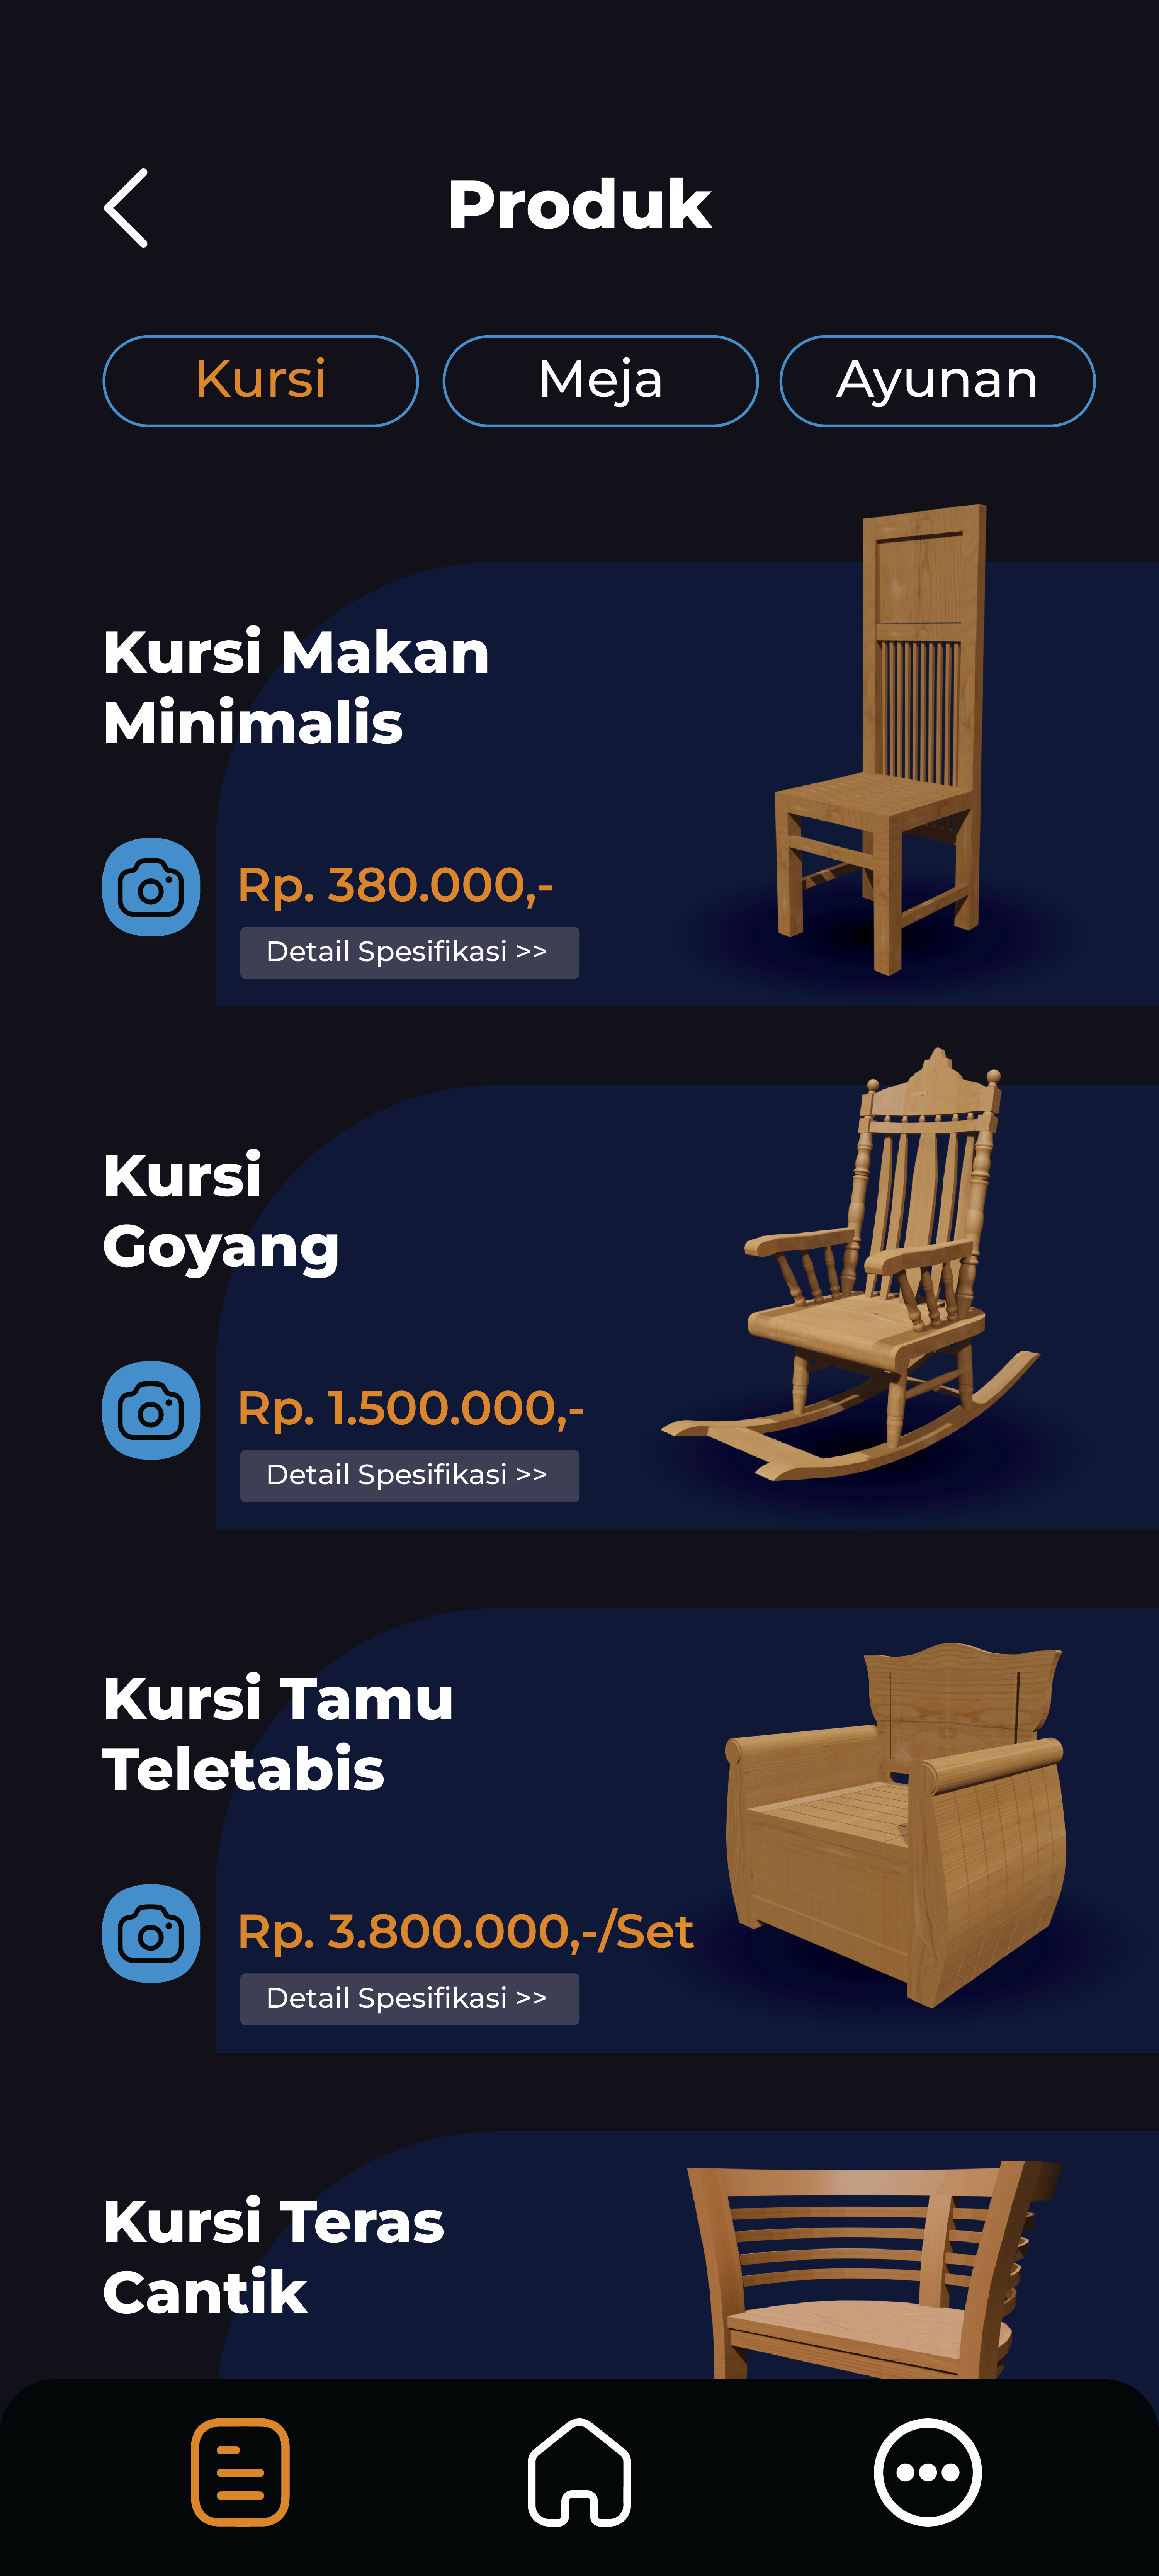 Produk
Kursi
Meja
Ayunan
Kursi Makan
Minimalis
Rp. 380.000,-
Detail Spesifikasi >>
Kursi
Goyang
Rp. 1.500.000,-
Detail Spesifikasi >>
Kursi Tamu
Teletabis
Rp. 3.800.000,-/Set
Detail Spesifikasi >>
Kursi Teras
Cantik